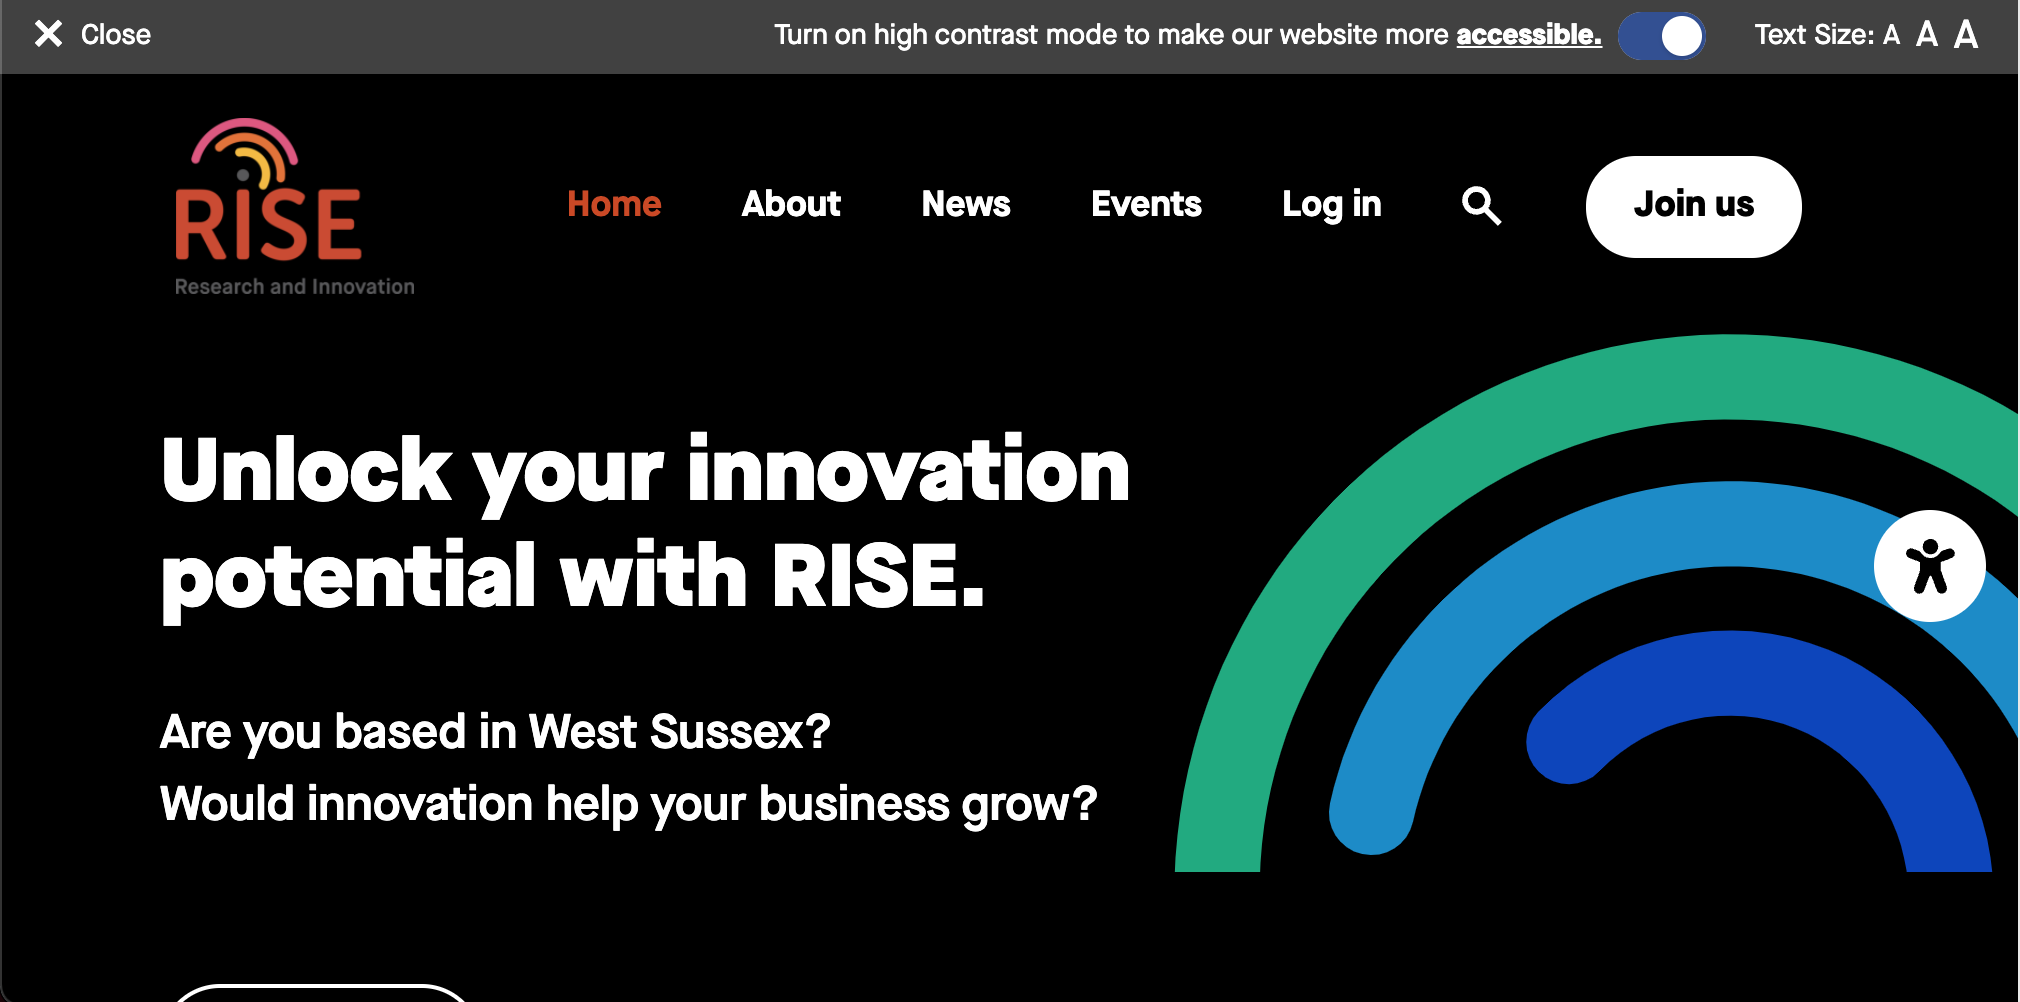 Close
Turn on high contrast mode to make our website more accessible.
Text Size: A A A
RISE
Research and Innovation
Home About News Events Log in Join us
Unlock your innovation
potential with RISE.
Are you based in West Sussex?
Would innovation help your business grow?